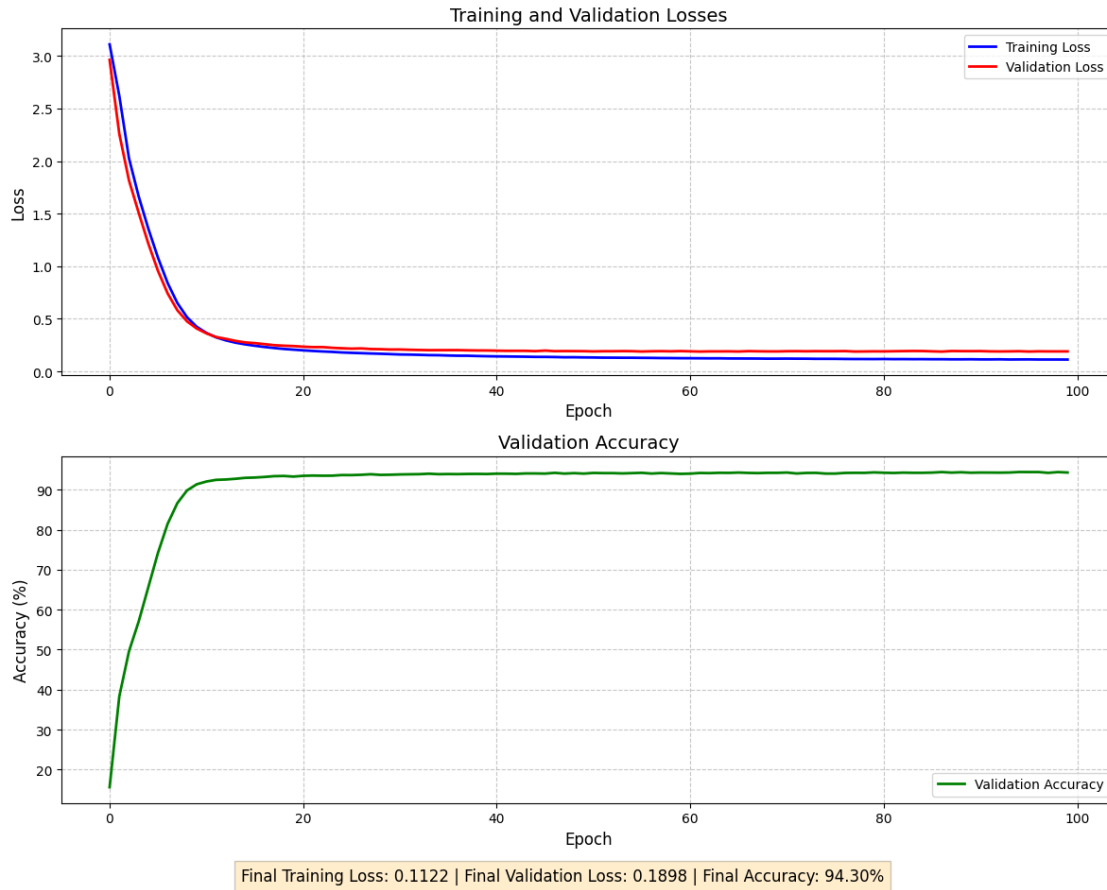 Training and Validation Losses
Training Loss
Validation Loss
3.0
2.5
2.0
1.5
1.0
0.5
0.0
Loss
0 20 40 60 80 100
Epoch
Validation Accuracy
90
80
70
60
50
40
30
20
Accuracy (%)
Validation Accuracy
0 20 40 60 80 100
Epoch
Final Training Loss: 0.1122 | Final Validation Loss: 0.1898 | Final Accuracy: 94.30%